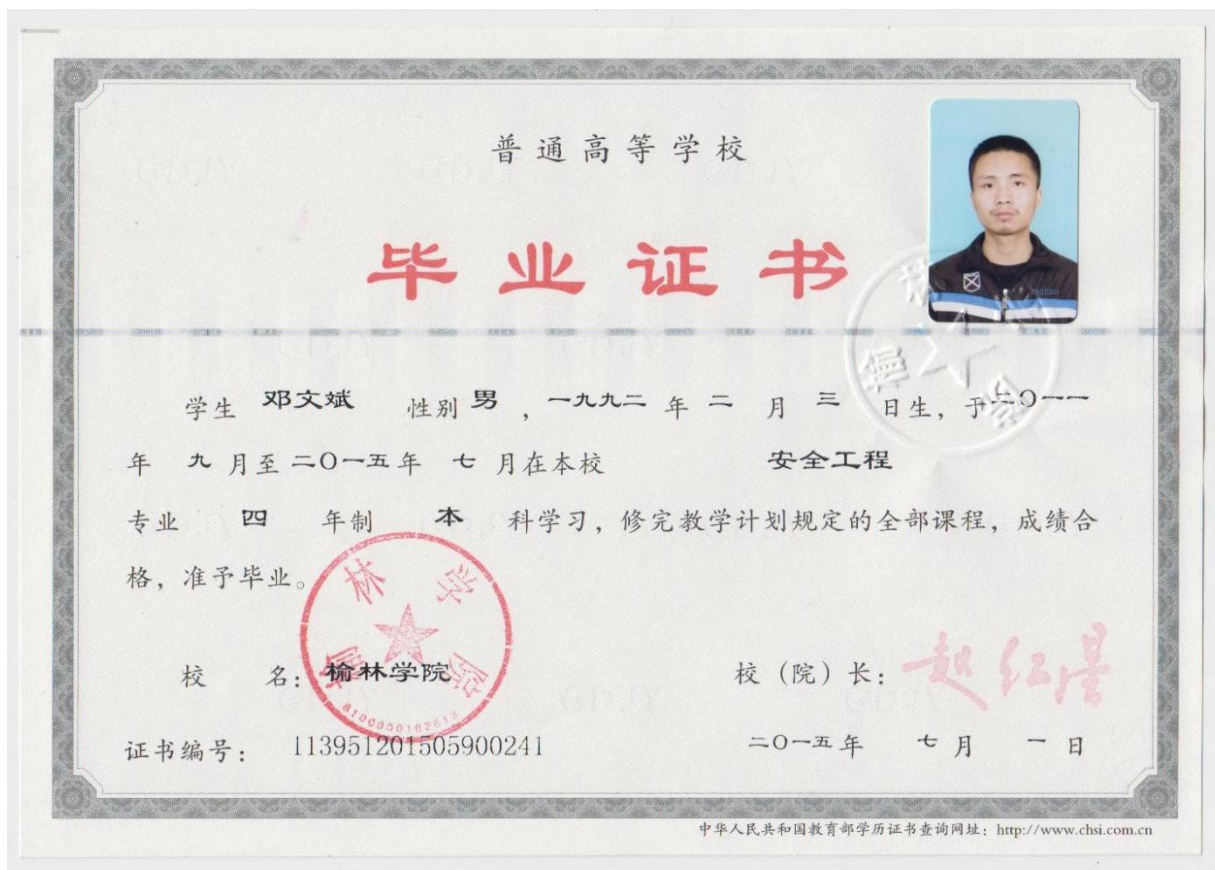 普通高等学校
毕业证书
学生 邓文斌 性别 男 ，一九九二 年 二 月 三 日生，于二〇一一
年 九 月至 二〇一五 年 七 月在本校 安全工程
专业 四 年制 本 科学习，修完教学计划规定的全部课程，成绩合
格，准予毕业。
榆林学院
6100000102613
校 名：榆林学院
校（院）长：
证书编号：113951201505900241
二〇一五 年 七 月 一 日
中华人民共和国教育部学历证书查询网址：http://www.chsi.com.cn